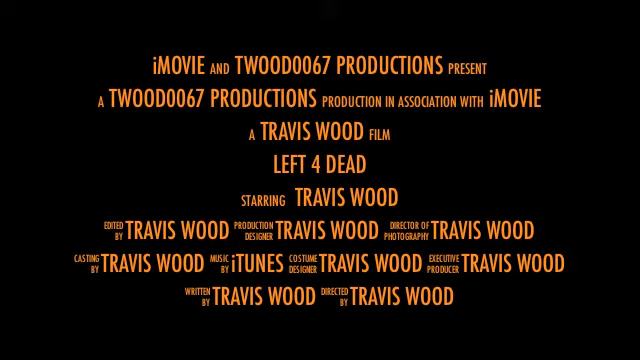 iMOVIE AND TWOOD0067 PRODUCTIONS PRESENT
A TWOOD0067 PRODUCTIONS PRODUCTION IN ASSOCIATION WITH iMOVIE
A TRAVIS WOOD FILM
LEFT 4 DEAD
STARRING TRAVIS WOOD
EDITED BY TRAVIS WOOD PRODUCTION DESIGNER TRAVIS WOOD DIRECTOR OF PHOTOGRAPHY TRAVIS WOOD
CASTING BY TRAVIS WOOD MUSIC BY iTUNES COSTUME DESIGNER TRAVIS WOOD EXECUTIVE PRODUCER TRAVIS WOOD
WRITTEN BY TRAVIS WOOD DIRECTED BY TRAVIS WOOD